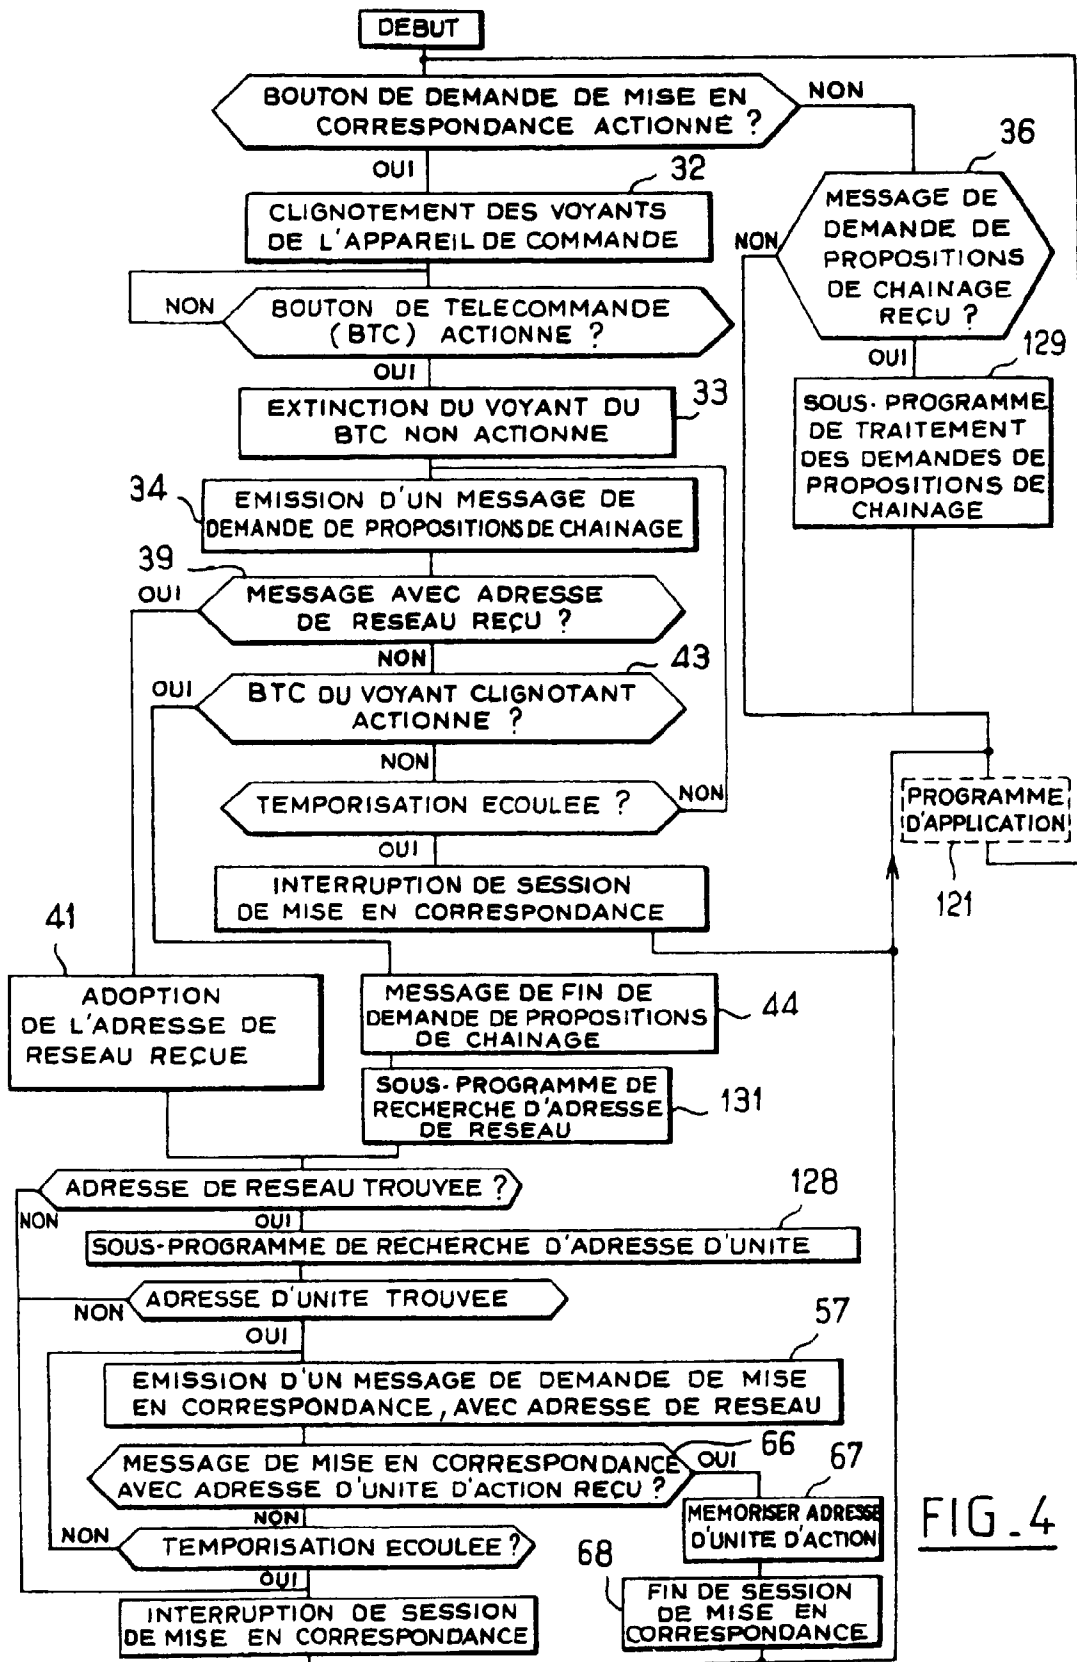 DEBUT
BOUTON DE DEMANDE DE MISE EN
CORRESPONDANCE ACTIONNÉ ?
NON
OUI
32
36
CLIGNOTEMENT DES VOYANTS
DE L'APPAREIL DE COMMANDE
MESSAGE DE
DEMANDE DE
PROPOSITIONS
DE CHAINAGE
REÇU ?
NON
OUI
129
SOUS-PROGRAMME
DE TRAITEMENT
DES DEMANDES DE
PROPOSITIONS DE
CHAINAGE
NON
BOUTON DE TELECOMMANDE
(BTC) ACTIONNE ?
OUI
33
EXTINCTION DU VOYANT DU
BTC NON ACTIONNE
34
EMISSION D'UN MESSAGE DE
DEMANDE DE PROPOSITIONS DE CHAINAGE
39
OUI
MESSAGE AVEC ADRESSE
DE RESEAU REÇU ?
NON
43
OUI
BTC DU VOYANT CLIGNOTANT
ACTIONNE ?
NON
TEMPORISATION ECOULEE ?
NON
OUI
PROGRAMME
D'APPLICATION
121
INTERRUPTION DE SESSION
DE MISE EN CORRESPONDANCE
41
ADOPTION
DE L'ADRESSE DE
RESEAU REÇUE
MESSAGE DE FIN DE
DEMANDE DE PROPOSITIONS
DE CHAINAGE
44
SOUS-PROGRAMME DE
RECHERCHE D'ADRESSE
DE RESEAU
131
ADRESSE DE RESEAU TROUVEE ?
NON
OUI
128
SOUS-PROGRAMME DE RECHERCHE D'ADRESSE D'UNITE
NON
ADRESSE D'UNITE TROUVEE
OUI
57
EMISSION D'UN MESSAGE DE DEMANDE DE MISE
EN CORRESPONDANCE, AVEC ADRESSE DE RESEAU
66
MESSAGE DE MISE EN CORRESPONDANCE
AVEC ADRESSE D'UNITE D'ACTION REÇU ?
OUI
67
NON
MEMORISER ADRESSE
D'UNITE D'ACTION
FIG_4
NON
TEMPORISATION ECOULEE ?
68
OUI
FIN DE SESSION
DE MISE EN
CORRESPONDANCE
INTERRUPTION DE SESSION
DE MISE EN CORRESPONDANCE